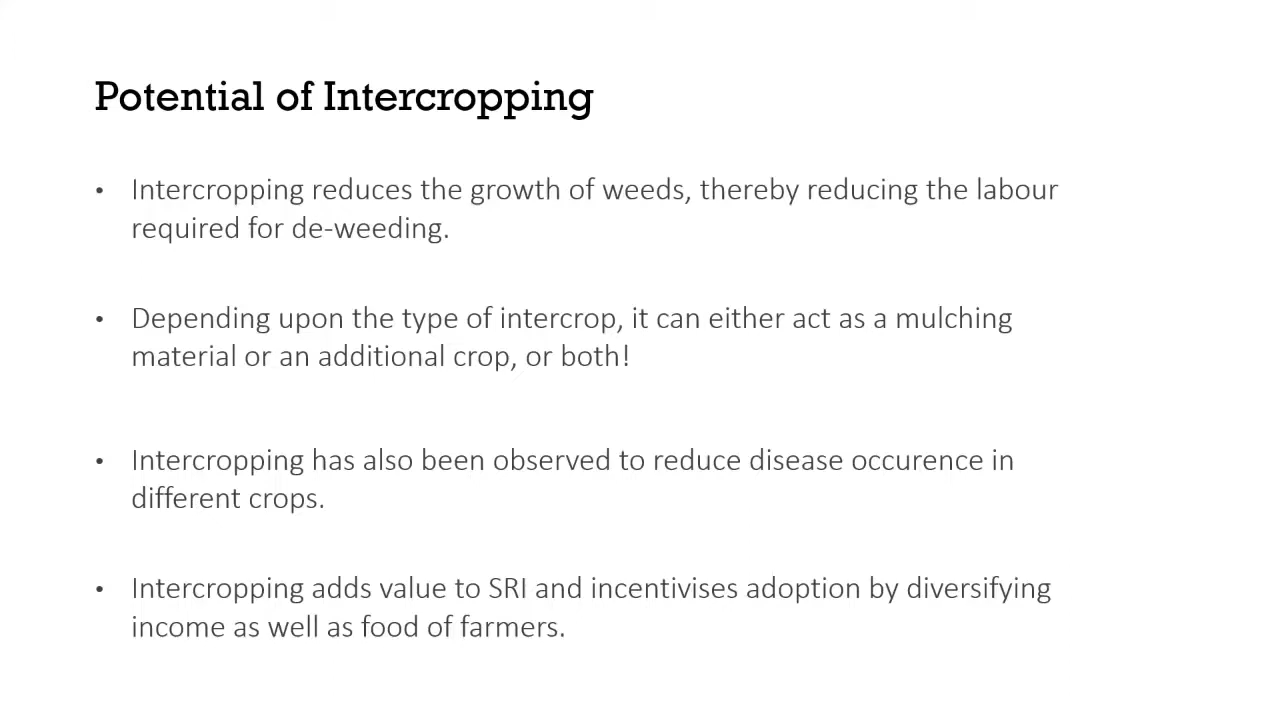 Potential of Intercropping
• Intercropping reduces the growth of weeds, thereby reducing the labour
required for de-weeding.
• Depending upon the type of intercrop, it can either act as a mulching
material or an additional crop, or both!
• Intercropping has also been observed to reduce disease occurence in
different crops.
• Intercropping adds value to SRI and incentivises adoption by diversifying
income as well as food of farmers.